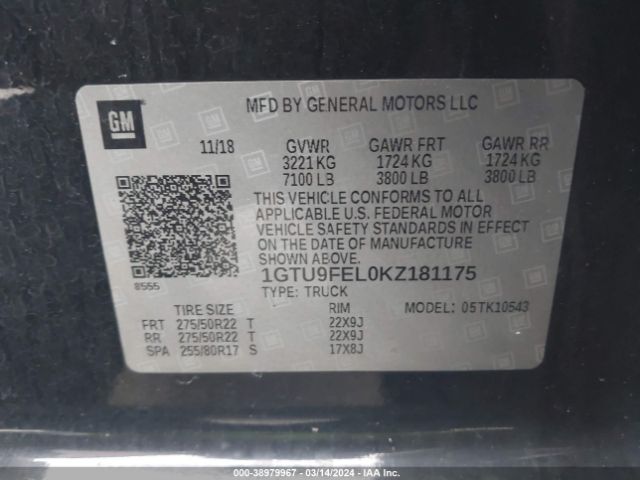 GM
MFD BY GENERAL MOTORS LLC
11/18 GVWR GAWR FRT GAWR RR
3221 KG 1724 KG 1724 KG
7100 LB 3800 LB 3800 LB
THIS VEHICLE CONFORMS TO ALL
APPLICABLE U.S. FEDERAL MOTOR
VEHICLE SAFETY STANDARDS IN EFFECT
ON THE DATE OF MANUFACTURE
SHOWN ABOVE.
8555
1GTU9FEL0KZ181175
TYPE: TRUCK
TIRE SIZE RIM MODEL: 05TK10543
FRT 275/50R22 T 22X9J
RR 275/50R22 T 22X9J
SPA 255/80R17 S 17X8J
000-38979967 - 03/14/2024 - IAA Inc.